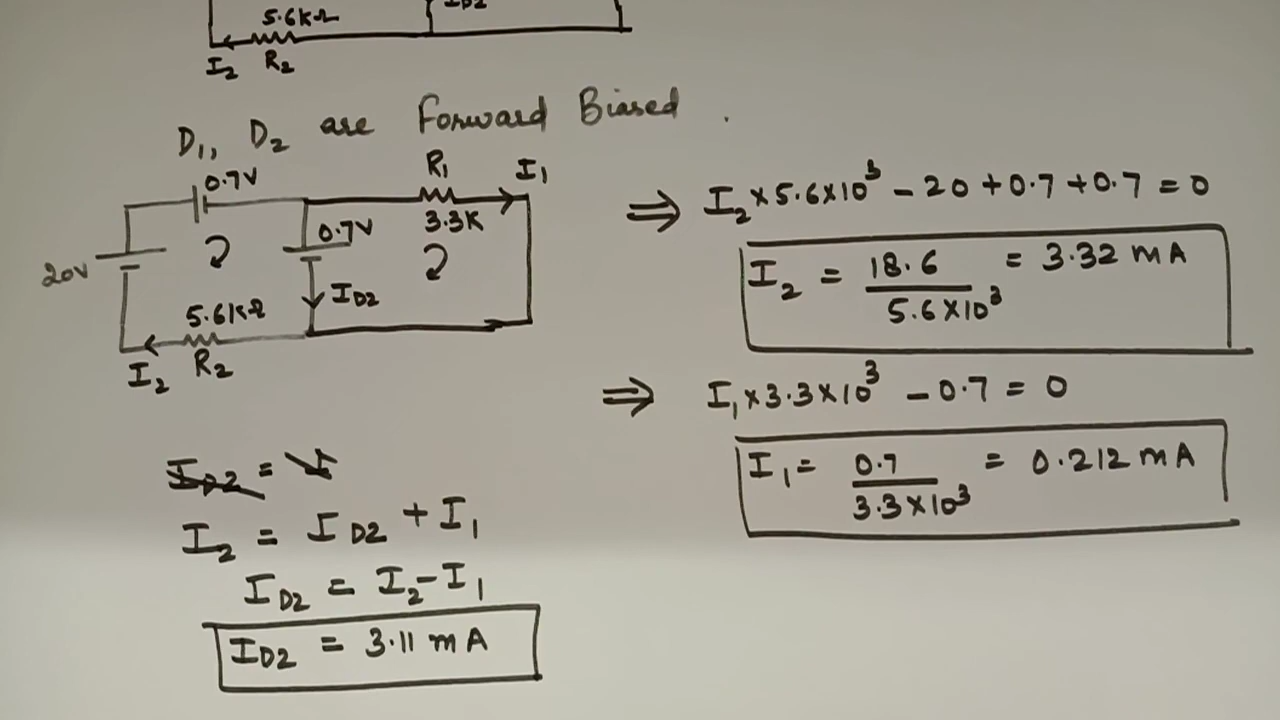 5.6kΩ
I₂ R₂
I_D2
D₁, D₂ are Forward Biased .
0.7V
R₁ I₁
3.3K
0.7V
20V
I_D2
5.6kΩ
I₂ R₂
⇒ I₂ × 5.6×10³ – 20 + 0.7 + 0.7 = 0
I₂ = 18.6 / 5.6×10³ = 3.32 mA
⇒ I₁ × 3.3×10³ – 0.7 = 0
I₁ = 0.7 / 3.3×10³ = 0.212 mA
I₂ = I_D2 + I₁
I_D2 = I₂ – I₁
I_D2 = 3.11 mA